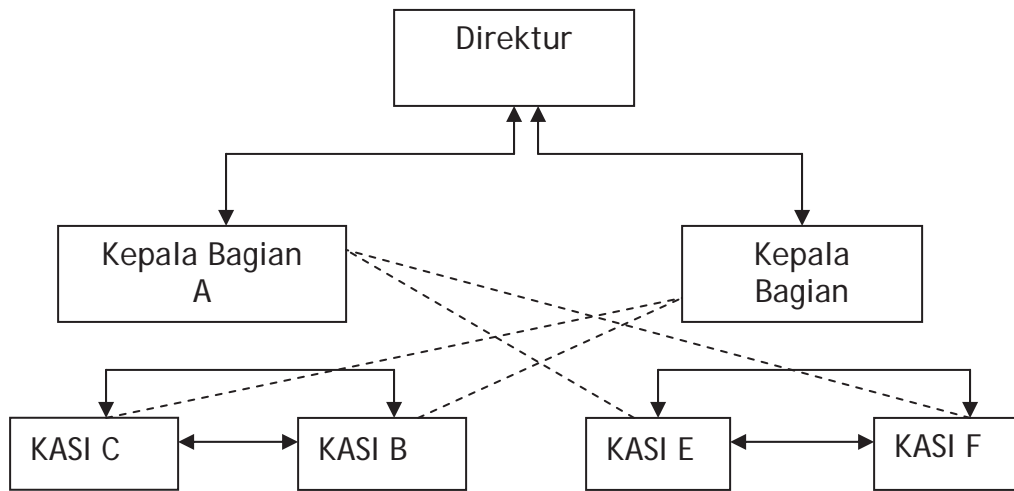 Direktur
Kepala Bagian
A
Kepala
Bagian
KASI C
KASI B
KASI E
KASI F